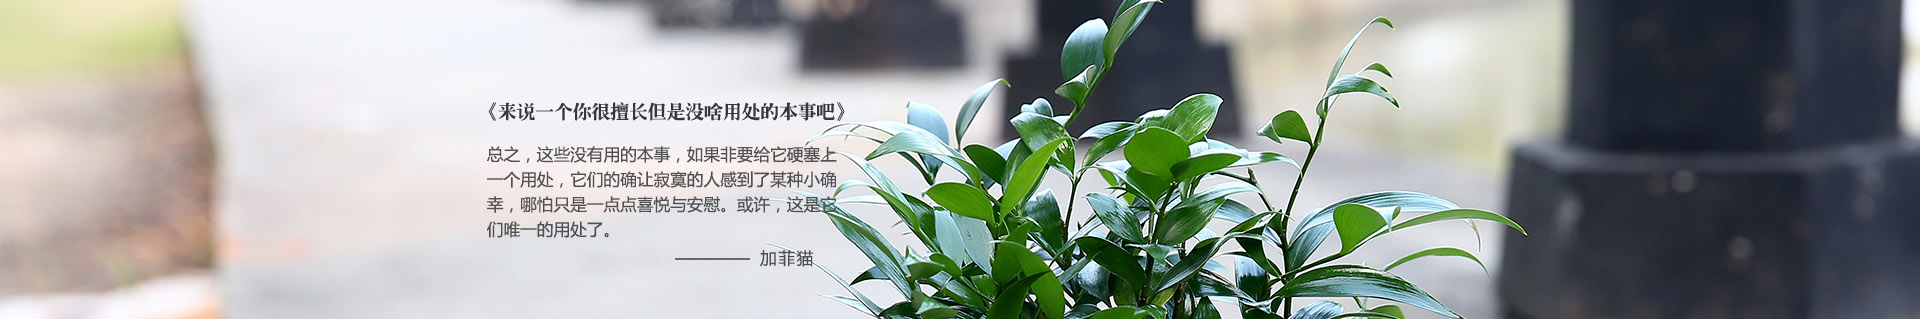 《来说一个你很擅长但是没啥用处的本事吧》
总之，这些没有用的本事，如果非要给它硬塞上
一个用处，它们的确让寂寞的人感到了某种小确
幸，哪怕只是一点点喜悦与安慰。或许，这是它
们唯一的用处了。
——— 加菲猫